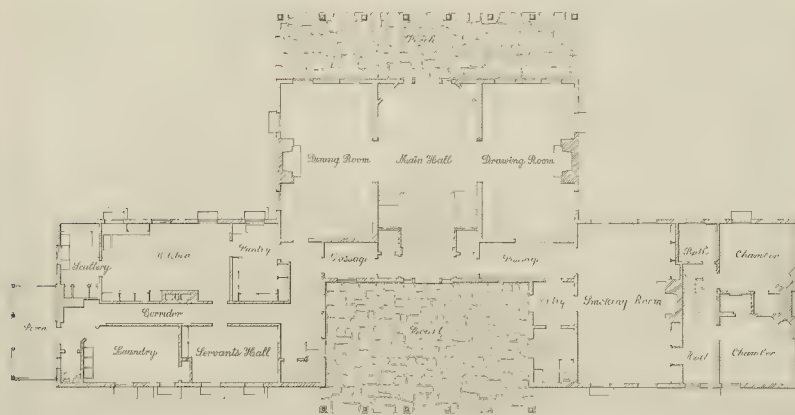 Porch
Dining Room
Main Hall
Drawing Room
Scullery
Kitchen
Pantry
Passage
Passage
Bath
Chamber
Corridor
Court
Smoking Room
Laundry
Servants Hall
Hall
Chamber